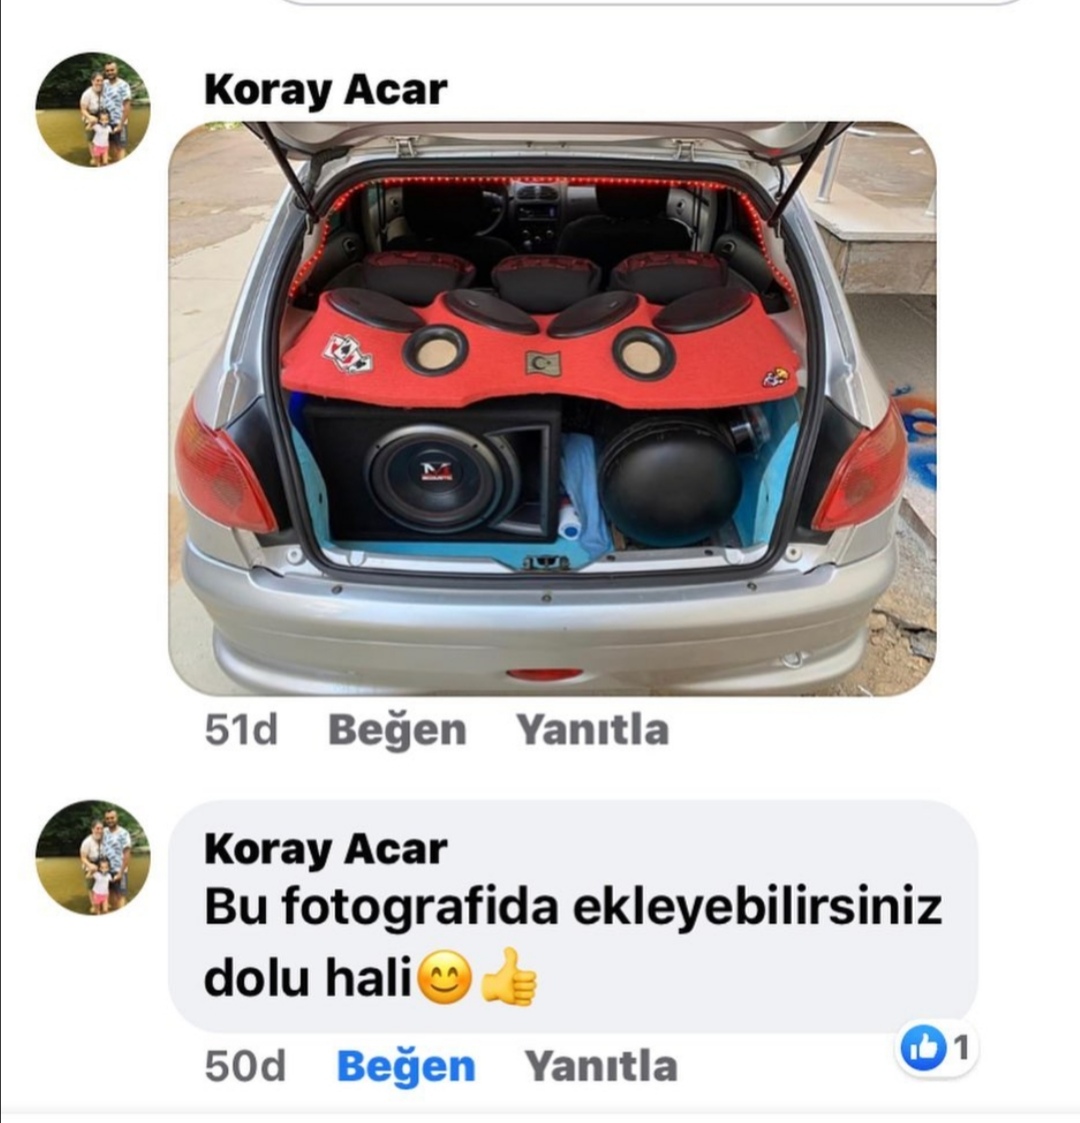 Koray Acar
51d Beğen Yanıtla
Koray Acar
Bu fotografida ekleyebilirsiniz
dolu hali😊👍
50d Beğen Yanıtla
1